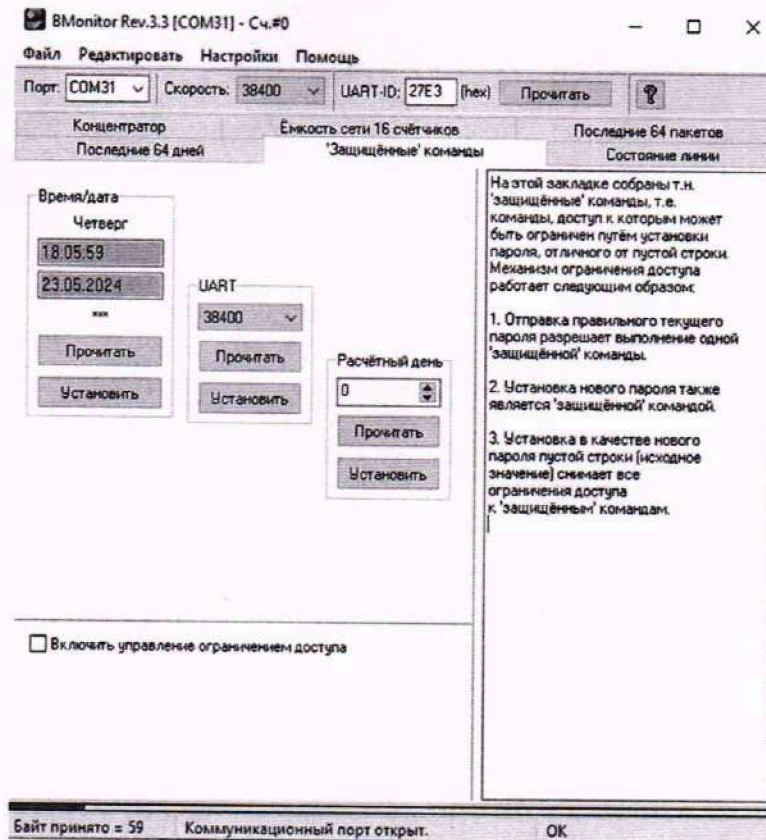 BMonitor Rev.3.3 [COM31] - Сч.#0
Файл Редактировать Настройки Помощь
Порт: COM31 Скорость: 38400 UART-ID: 27E3 (hex) Прочитать ?
Концентратор Емкость сети 16 счётчиков Последние 64 пакетов
Последние 64 дней 'Защищённые' команды Состояние линии
Время/дата
Четверг
18:05:59
23.05.2024
***
Прочитать
Установить
UART
38400
Прочитать
Установить
Расчётный день
0
Прочитать
Установить
На этой закладке собраны т.н.
'защищённые' команды, т.е.
команды, доступ к которым может
быть ограничен путём установки
пароля, отличного от пустой строки.
Механизм ограничения доступа
работает следующим образом:
1. Отправка правильного текущего
пароля разрешает выполнение одной
'защищённой' команды.
2. Установка нового пароля также
является 'защищённой' командой.
3. Установка в качестве нового
пароля пустой строки (исходное
значение) снимает все
ограничения доступа
к 'защищённым' командам.
Включить управление ограничением доступа
Байт принято = 59 Коммуникационный порт открыт. OK